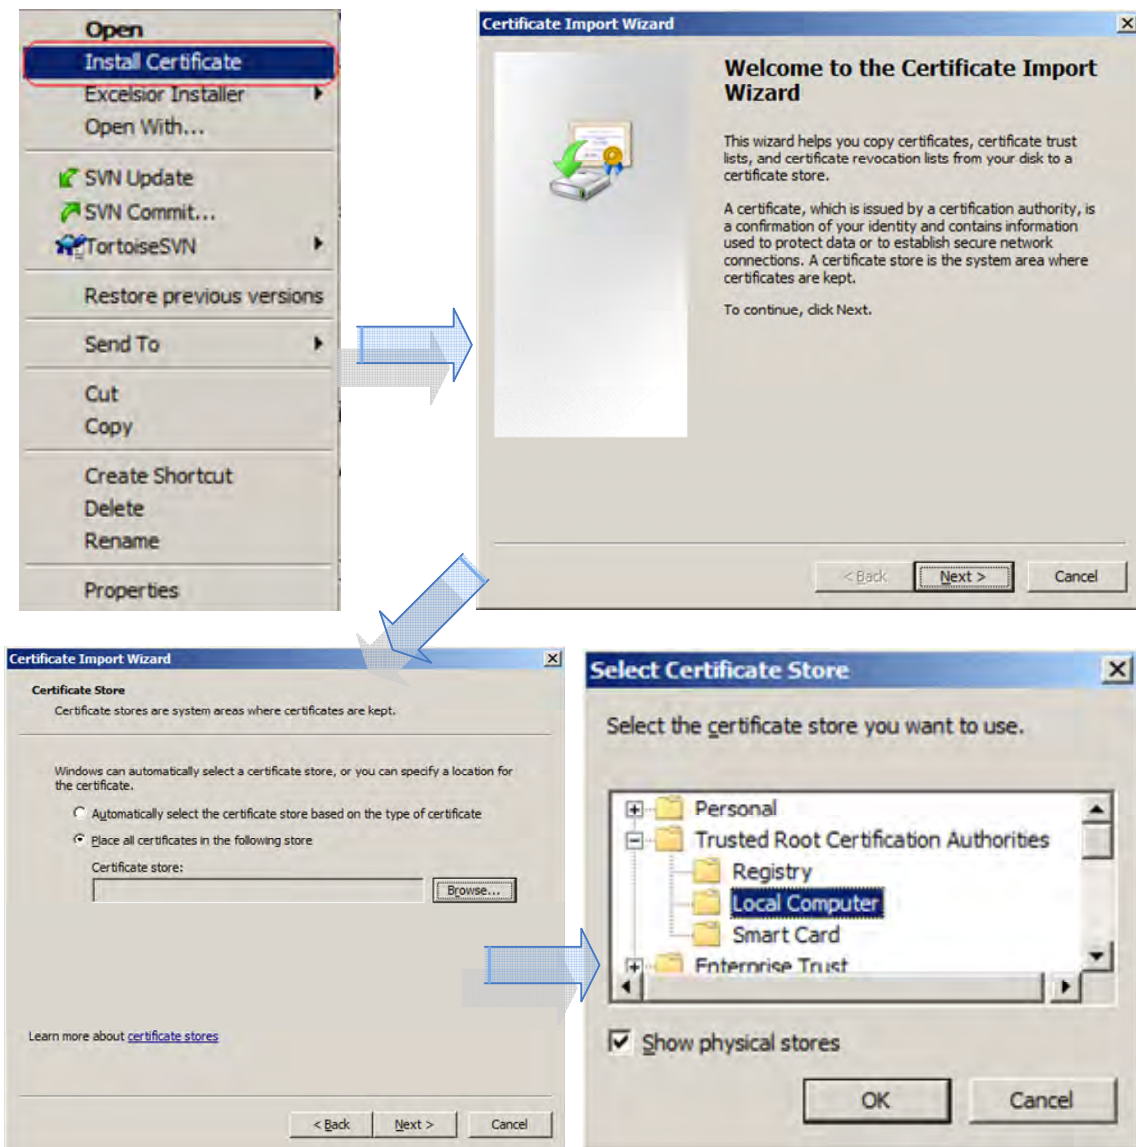 Open
Install Certificate
Excelsior Installer
Open With...
SVN Update
SVN Commit...
TortoiseSVN
Restore previous versions
Send To
Cut
Copy
Create Shortcut
Delete
Rename
Properties
Certificate Import Wizard
Welcome to the Certificate Import
Wizard
This wizard helps you copy certificates, certificate trust
lists, and certificate revocation lists from your disk to a
certificate store.
A certificate, which is issued by a certification authority, is
a confirmation of your identity and contains information
used to protect data or to establish secure network
connections. A certificate store is the system area where
certificates are kept.
To continue, click Next.
< Back Next > Cancel
Certificate Import Wizard
Certificate Store
Certificate stores are system areas where certificates are kept.
Windows can automatically select a certificate store, or you can specify a location for
the certificate.
Automatically select the certificate store based on the type of certificate
Place all certificates in the following store
Certificate store:
Browse...
Learn more about certificate stores
< Back Next > Cancel
Select Certificate Store
Select the certificate store you want to use.
Personal
Trusted Root Certification Authorities
Registry
Local Computer
Smart Card
Enterprise Trust
Show physical stores
OK Cancel